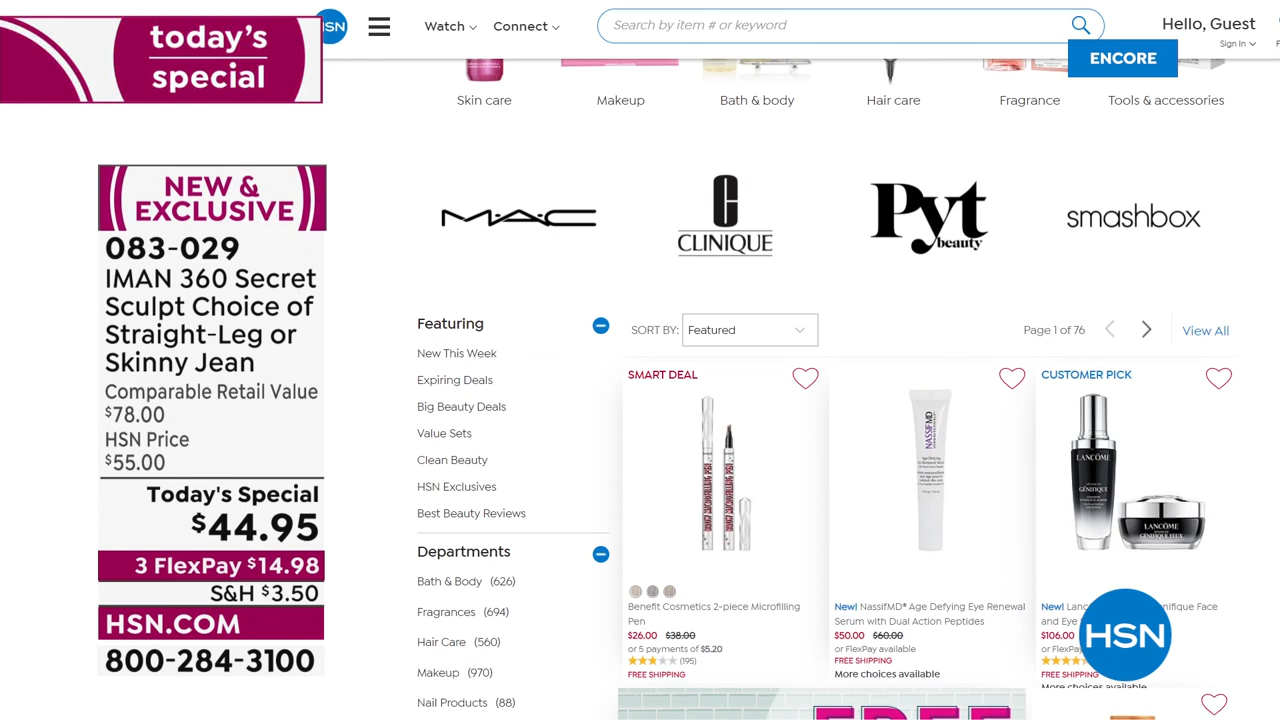 today's
special
HSN
Watch
Connect
Search by item # or keyword
Hello, Guest
Sign In
ENCORE
Skin care
Makeup
Bath & body
Hair care
Fragrance
Tools & accessories
NEW &
EXCLUSIVE
083-029
IMAN 360 Secret
Sculpt Choice of
Straight-Leg or
Skinny Jean
Comparable Retail Value
$78.00
HSN Price
$55.00
Today's Special
$44.95
3 FlexPay $14.98
S&H $3.50
HSN.COM
800-284-3100
MAC
CLINIQUE
Pyt
beauty
smashbox
Featuring
New This Week
Expiring Deals
Big Beauty Deals
Value Sets
Clean Beauty
HSN Exclusives
Best Beauty Reviews
Departments
Bath & Body (626)
Fragrances (694)
Hair Care (560)
Makeup (970)
Nail Products (88)
SORT BY:
Featured
Page 1 of 76
View All
SMART DEAL
Benefit Cosmetics 2-piece Microfilling
Pen
$26.00 $38.00
or 5 payments of $5.20
(195)
FREE SHIPPING
NASSIFMD
New! NassifMD® Age Defying Eye Renewal
Serum with Dual Action Peptides
$50.00 $60.00
or FlexPay available
FREE SHIPPING
More choices available
CUSTOMER PICK
LANCÔME
GÉNIFIQUE
LANCÔME
GÉNIFIQUE YEUX
New!
and Eye
$106.00
or FlexPay
FREE SHIPPING
More choices available
HSN
FREE